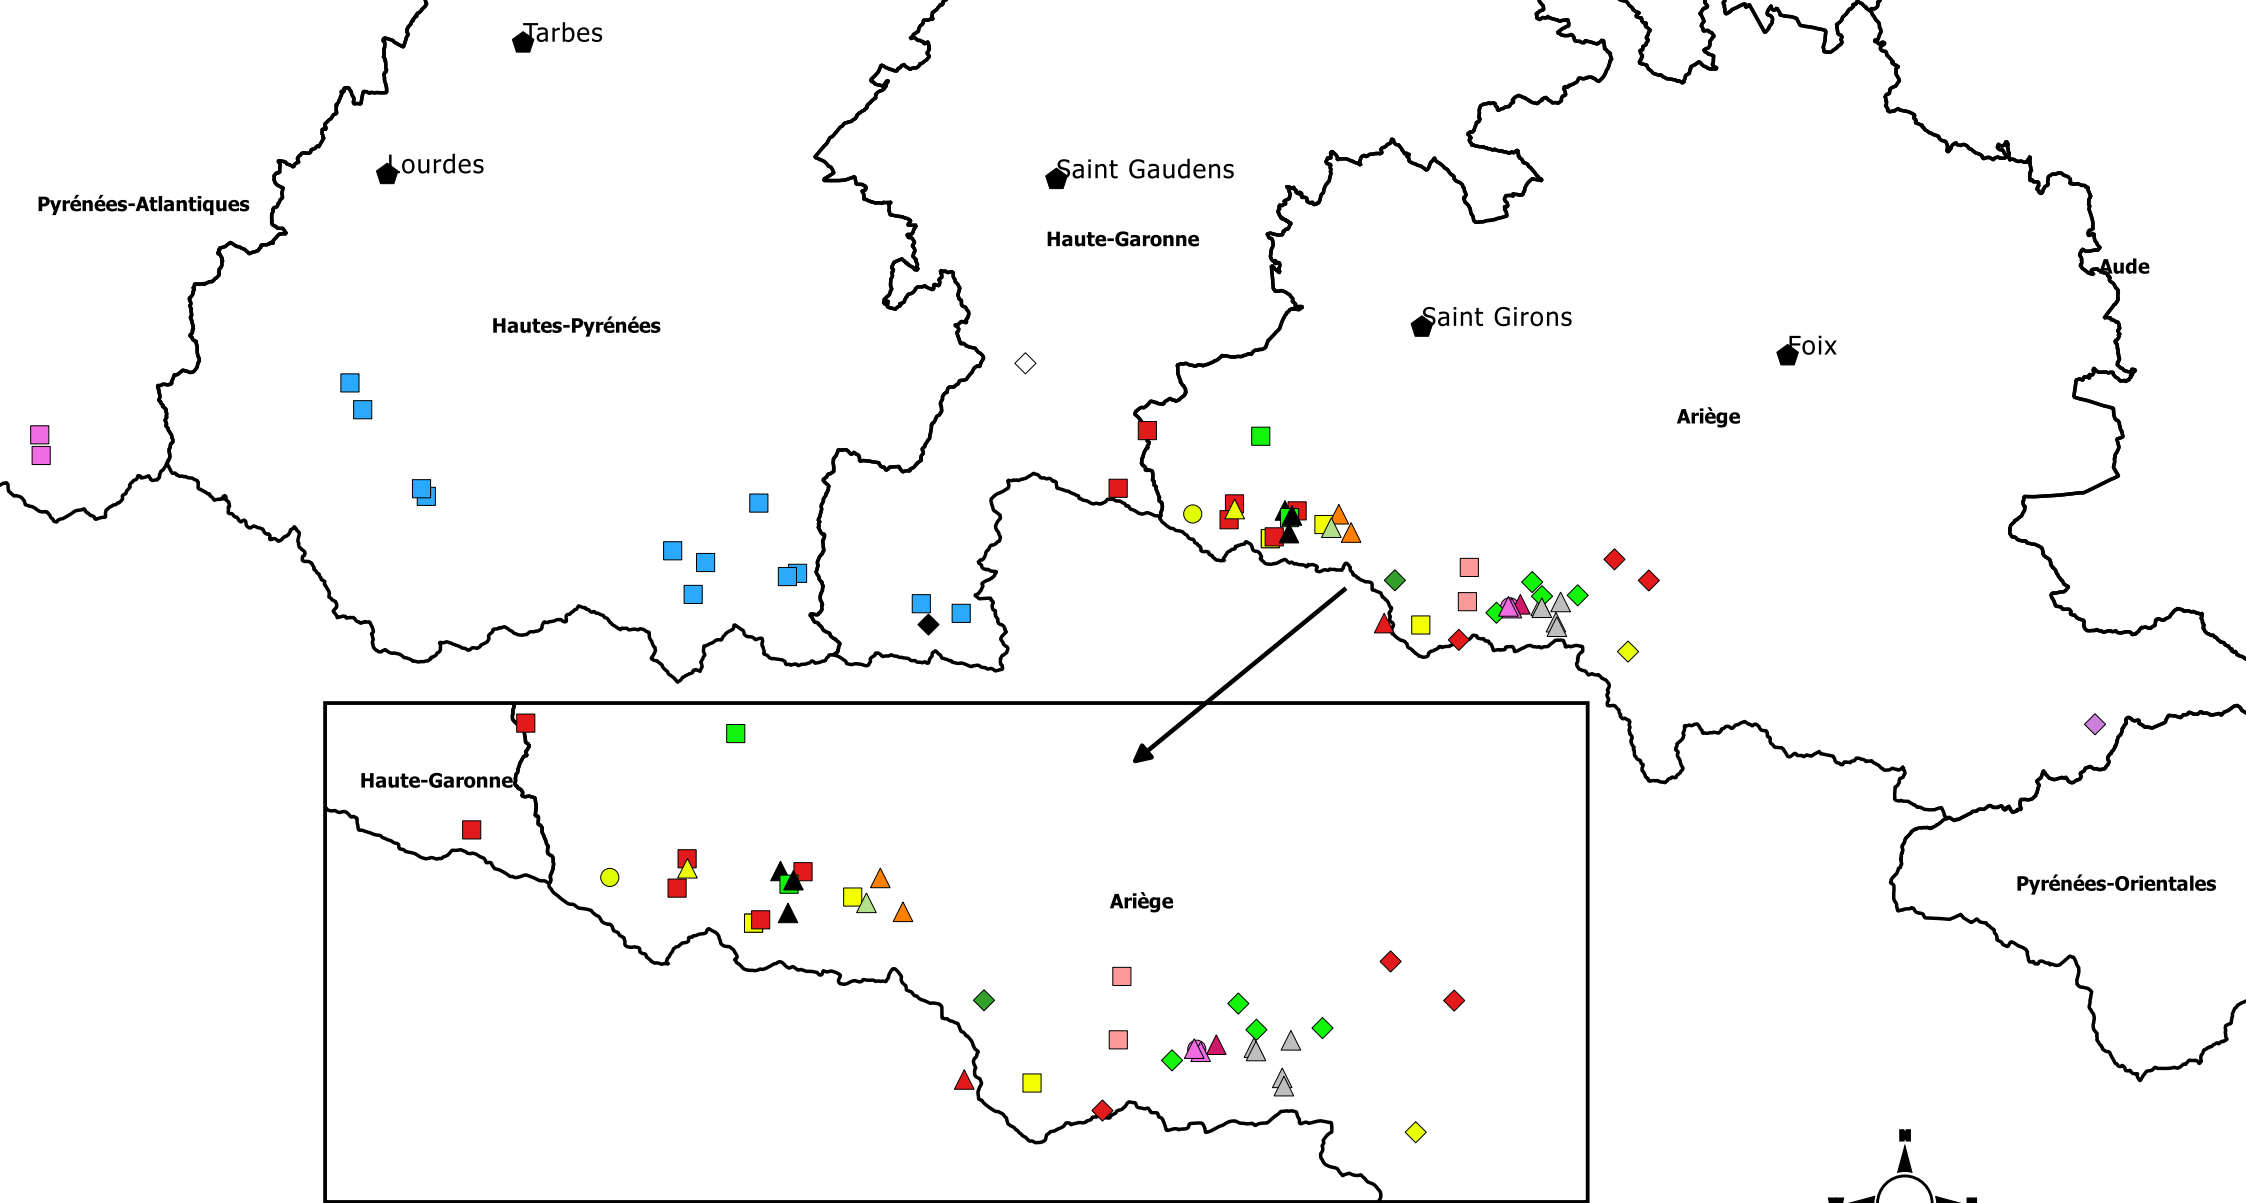 Tarbes
Lourdes
Saint Gaudens
Pyrénées-Atlantiques
Haute-Garonne
Aude
Hautes-Pyrénées
Saint Girons
Foix
Ariège
Haute-Garonne
Ariège
Pyrénées-Orientales
N